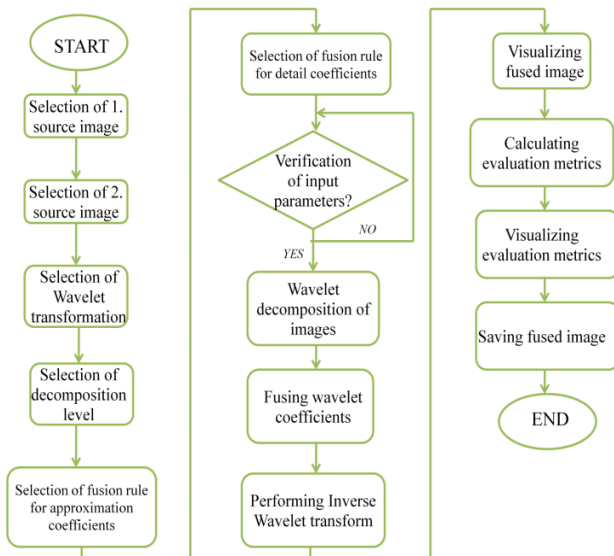 START
Selection of 1.
source image
Selection of 2.
source image
Selection of
Wavelet
transformation
Selection of
decomposition
level
Selection of fusion rule
for approximation
coefficients
Selection of fusion rule
for detail coefficients
Verification
of input
parameters?
NO
YES
Wavelet
decomposition of
images
Fusing wavelet
coefficients
Performing Inverse
Wavelet transform
Visualizing
fused image
Calculating
evaluation metrics
Visualizing
evaluation metrics
Saving fused image
END